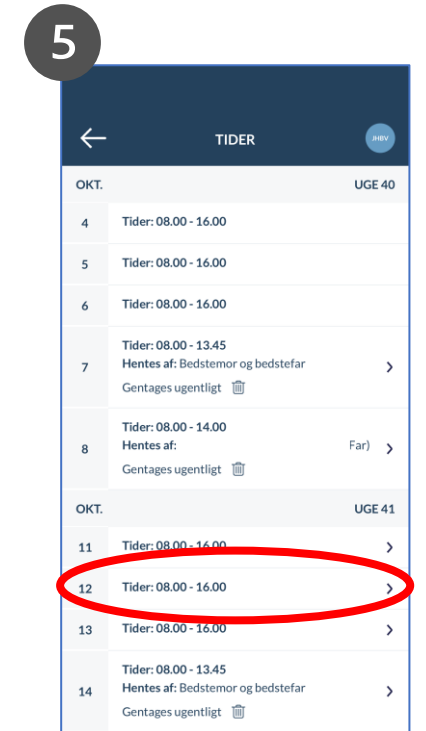 5
TIDER
JHBV
OKT. UGE 40
4 Tider: 08.00 - 16.00
5 Tider: 08.00 - 16.00
6 Tider: 08.00 - 16.00
Tider: 08.00 - 13.45
7 Hentes af: Bedstemor og bedstefar
Gentages ugentligt
Tider: 08.00 - 14.00
8 Hentes af: Far)
Gentages ugentligt
OKT. UGE 41
11 Tider: 08.00 - 16.00
12 Tider: 08.00 - 16.00
13 Tider: 08.00 - 16.00
Tider: 08.00 - 13.45
14 Hentes af: Bedstemor og bedstefar
Gentages ugentligt